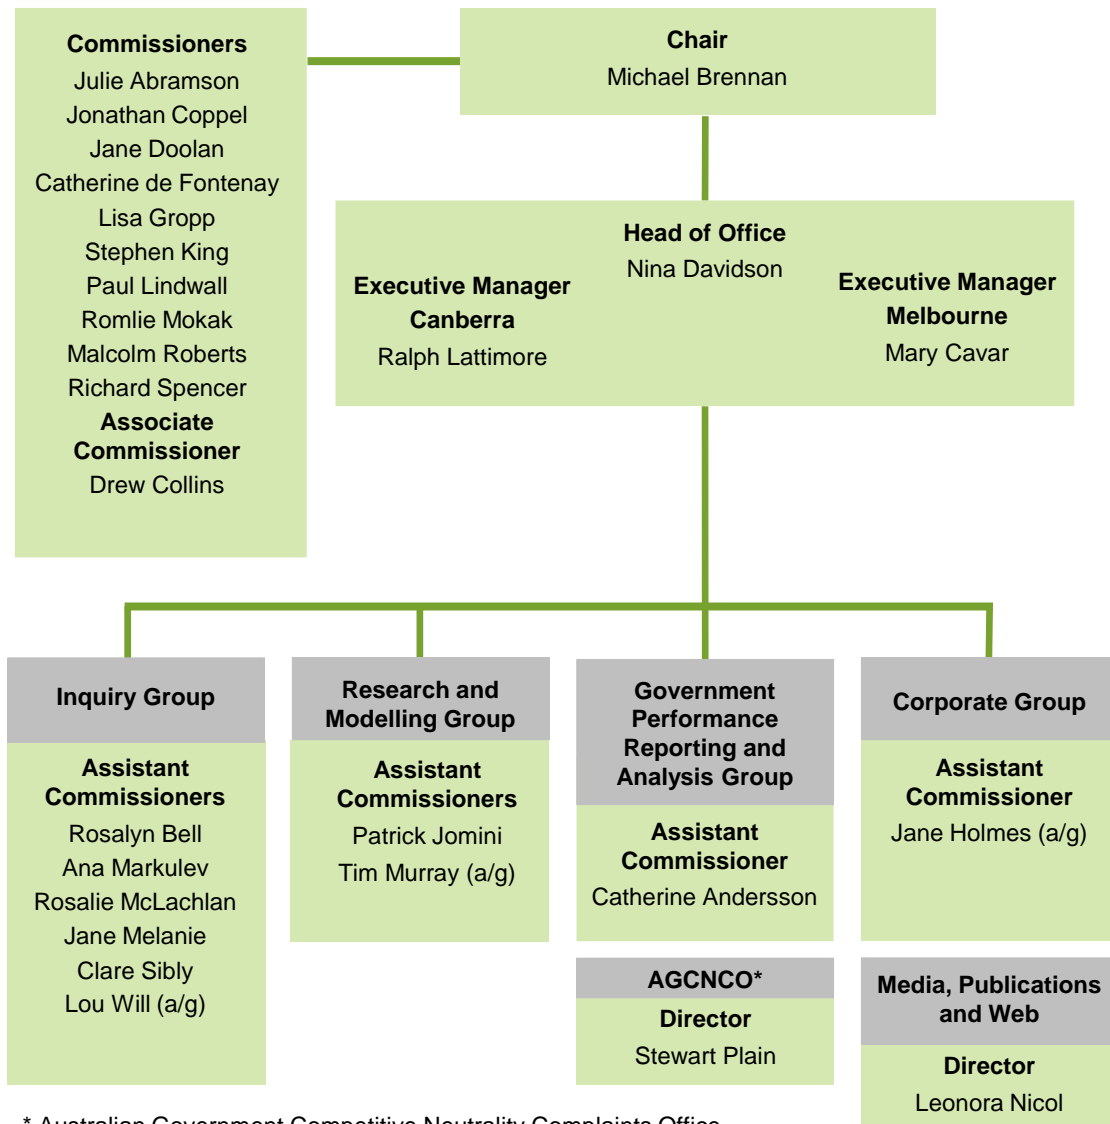 Commissioners
Julie Abramson
Jonathan Coppel
Jane Doolan
Catherine de Fontenay
Lisa Gropp
Stephen King
Paul Lindwall
Romlie Mokak
Malcolm Roberts
Richard Spencer
Associate
Commissioner
Drew Collins
Chair
Michael Brennan
Head of Office
Nina Davidson
Executive Manager
Canberra
Ralph Lattimore
Executive Manager
Melbourne
Mary Cavar
Inquiry Group
Assistant
Commissioners
Rosalyn Bell
Ana Markulev
Rosalie McLachlan
Jane Melanie
Clare Sibly
Lou Will (a/g)
Research and
Modelling Group
Assistant
Commissioners
Patrick Jomini
Tim Murray (a/g)
Government
Performance
Reporting and
Analysis Group
Assistant
Commissioner
Catherine Andersson
AGCNCO*
Director
Stewart Plain
Corporate Group
Assistant
Commissioner
Jane Holmes (a/g)
Media, Publications
and Web
Director
Leonora Nicol
* Australian Government Competitive Neutrality Complaints Office